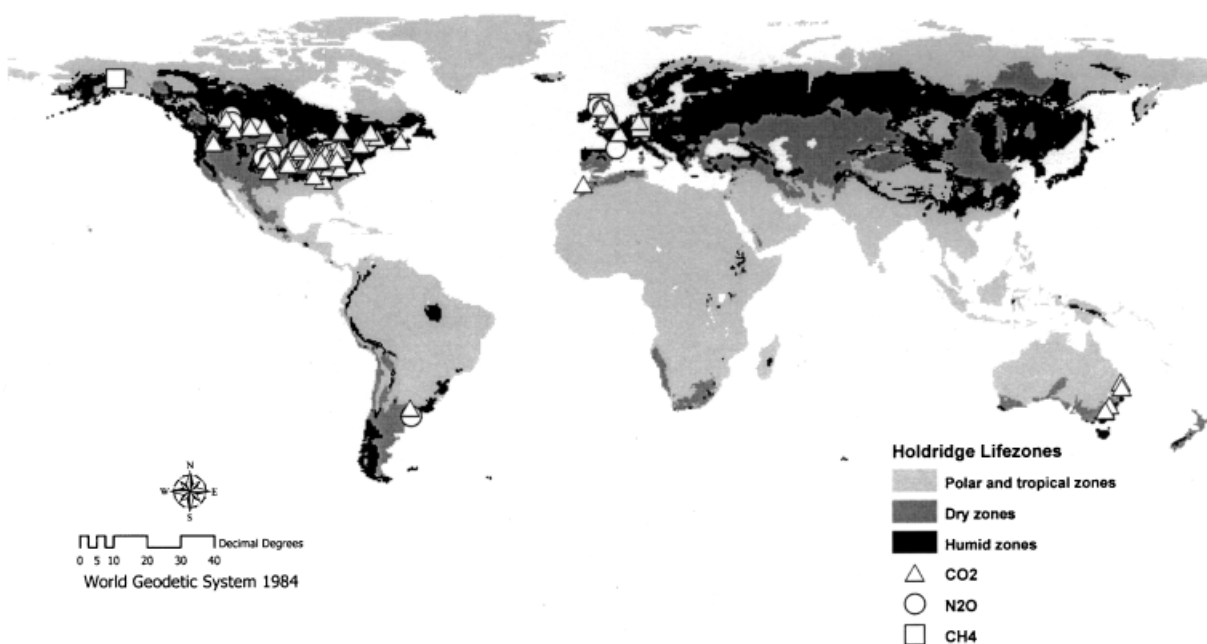 N
W E
S
Decimal Degrees
0 5 10 20 30 40
World Geodetic System 1984
Holdridge Lifezones
Polar and tropical zones
Dry zones
Humid zones
CO2
N2O
CH4